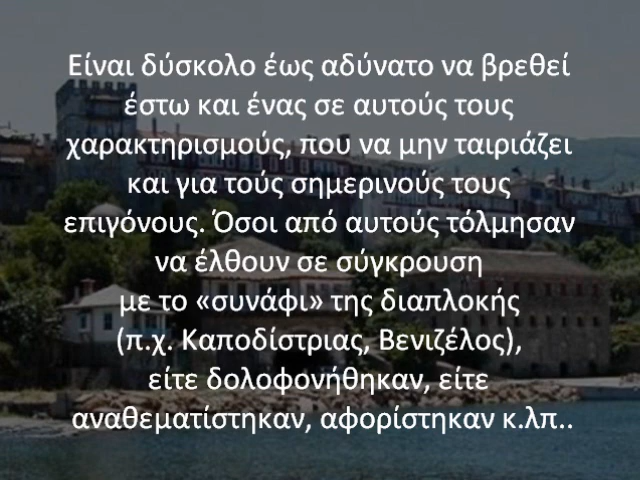 Είναι δύσκολο έως αδύνατο να βρεθεί
έστω και ένας σε αυτούς τους
χαρακτηρισμούς, που να μην ταιριάζει
και για τούς σημερινούς τους
επιγόνους. Όσοι από αυτούς τόλμησαν
να έλθουν σε σύγκρουση
με το «συνάφι» της διαπλοκής
(π.χ. Καποδίστριας, Βενιζέλος),
είτε δολοφονήθηκαν, είτε
αναθεματίστηκαν, αφορίστηκαν κ.λπ..